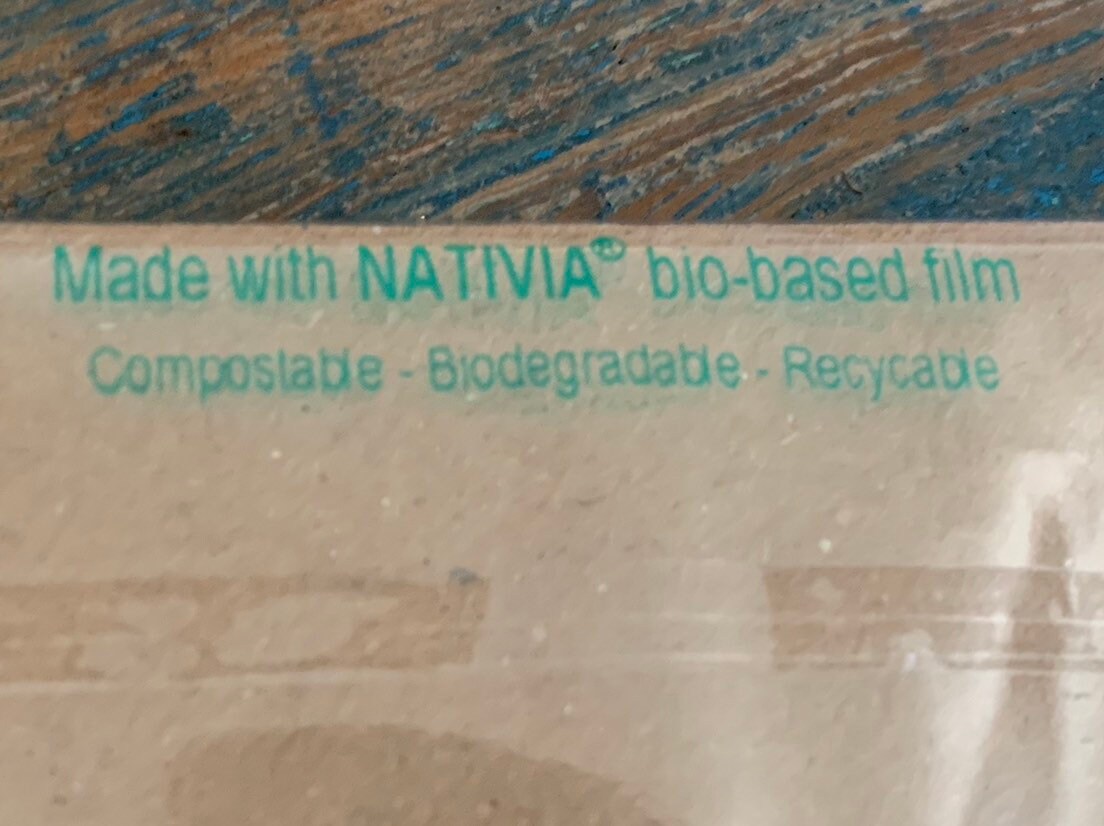 Made with NATIVIA® bio-based film
Compostable - Biodegradable - Recycable